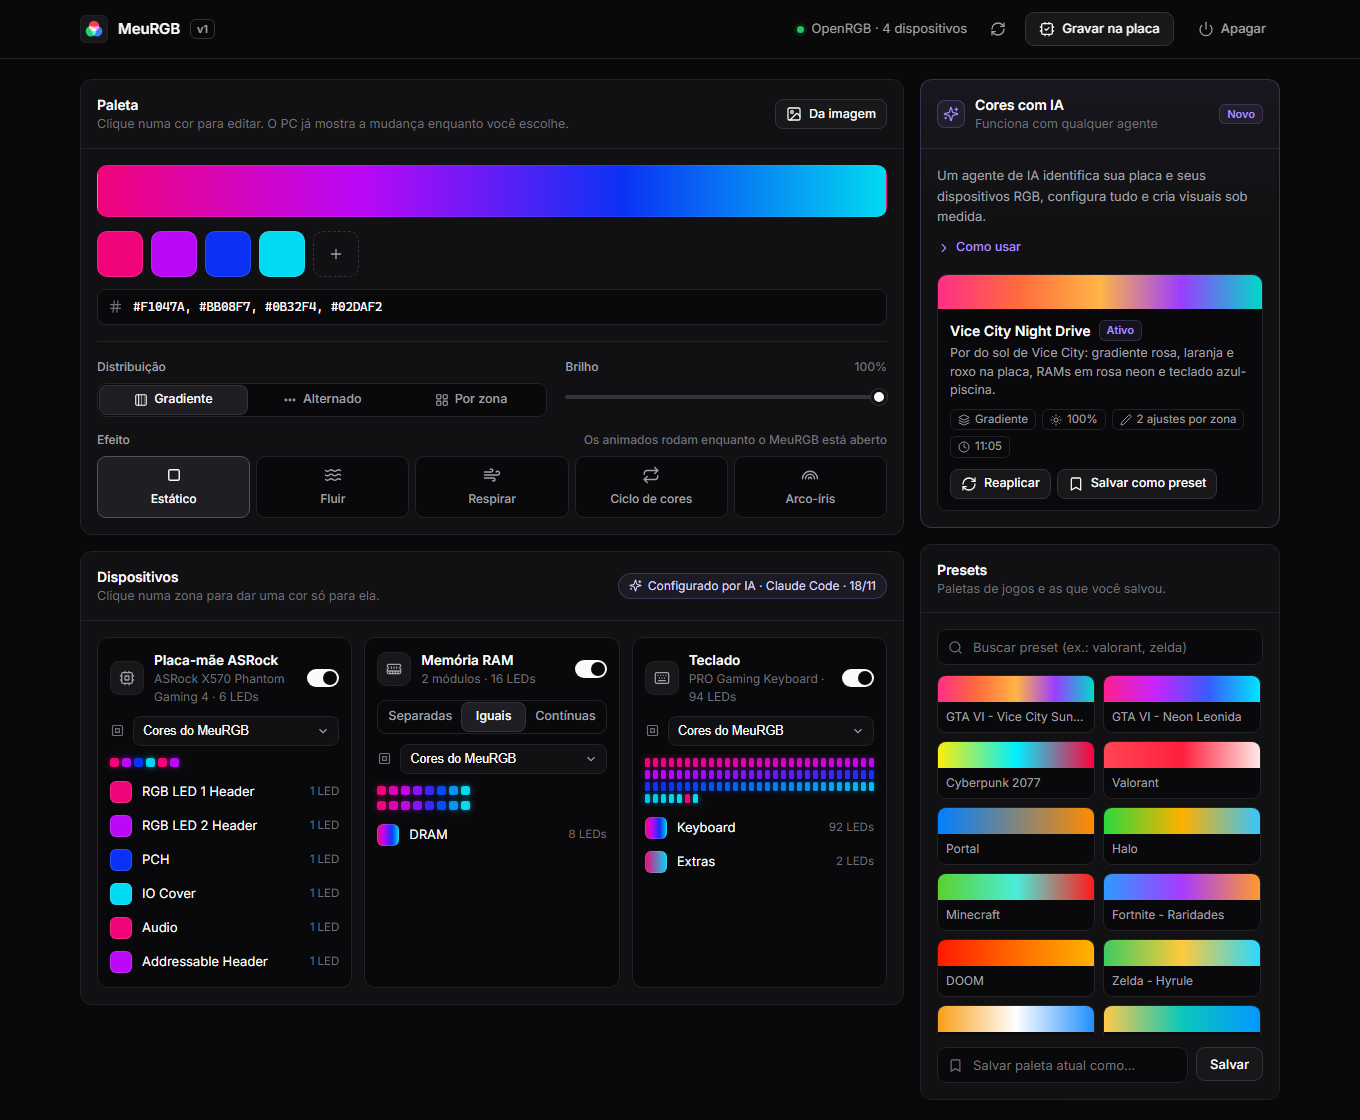 MeuRGB v1
OpenRGB · 4 dispositivos
Gravar na placa
Apagar
Paleta
Clique numa cor para editar. O PC já mostra a mudança enquanto você escolhe.
Da imagem
#F1047A, #BB08F7, #0B32F4, #02DAF2
Distribuição
Gradiente
Alternado
Por zona
Brilho
100%
Efeito
Os animados rodam enquanto o MeuRGB está aberto
Estático
Fluir
Respirar
Ciclo de cores
Arco-íris
Cores com IA
Funciona com qualquer agente
Novo
Um agente de IA identifica sua placa e seus
dispositivos RGB, configura tudo e cria visuais sob
medida.
Como usar
Vice City Night Drive
Ativo
Por do sol de Vice City: gradiente rosa, laranja e
roxo na placa, RAMs em rosa neon e teclado azul-
piscina.
Gradiente
100%
2 ajustes por zona
11:05
Reaplicar
Salvar como preset
Dispositivos
Clique numa zona para dar uma cor só para ela.
Configurado por IA · Claude Code · 18/11
Placa-mãe ASRock
ASRock X570 Phantom
Gaming 4 · 6 LEDs
Cores do MeuRGB
RGB LED 1 Header
1 LED
RGB LED 2 Header
1 LED
PCH
1 LED
IO Cover
1 LED
Audio
1 LED
Addressable Header
1 LED
Memória RAM
2 módulos · 16 LEDs
Separadas
Iguais
Contínuas
Cores do MeuRGB
DRAM
8 LEDs
Teclado
PRO Gaming Keyboard ·
94 LEDs
Cores do MeuRGB
Keyboard
92 LEDs
Extras
2 LEDs
Presets
Paletas de jogos e as que você salvou.
Buscar preset (ex.: valorant, zelda)
GTA VI - Vice City Sun...
GTA VI - Neon Leonida
Cyberpunk 2077
Valorant
Portal
Halo
Minecraft
Fortnite - Raridades
DOOM
Zelda - Hyrule
Salvar paleta atual como...
Salvar